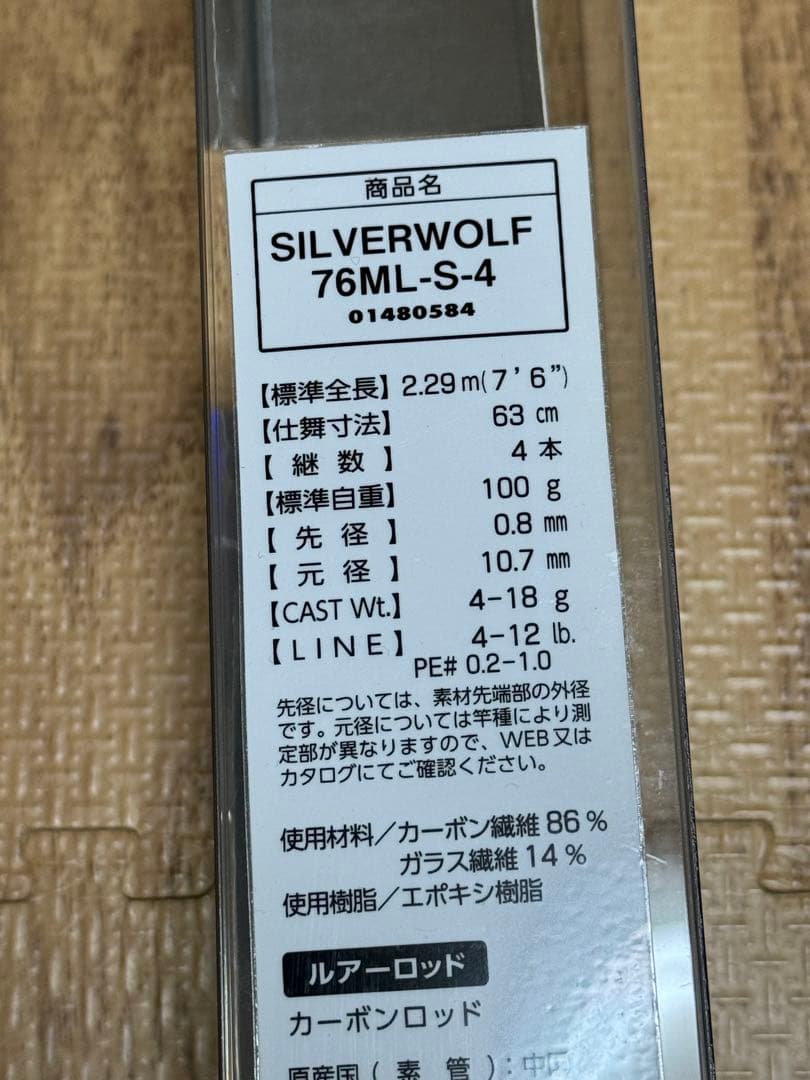 商品名
SILVERWOLF
76ML-S-4
01480584
【標準全長】 2.29m(7'6")
【仕舞寸法】 63 cm
【継数】 4 本
【標準自重】 100 g
【先径】 0.8 mm
【元径】 10.7 mm
【CAST Wt.】 4-18 g
【LINE】 4-12 lb.
PE# 0.2-1.0
先径については、素材先端部の外径
です。元径については竿種により測
定部が異なりますので、WEB又は
カタログにてご確認ください。
使用材料/カーボン繊維 86 %
ガラス繊維 14 %
使用樹脂/エポキシ樹脂
ルアーロッド
カーボンロッド
原産国(素管):中